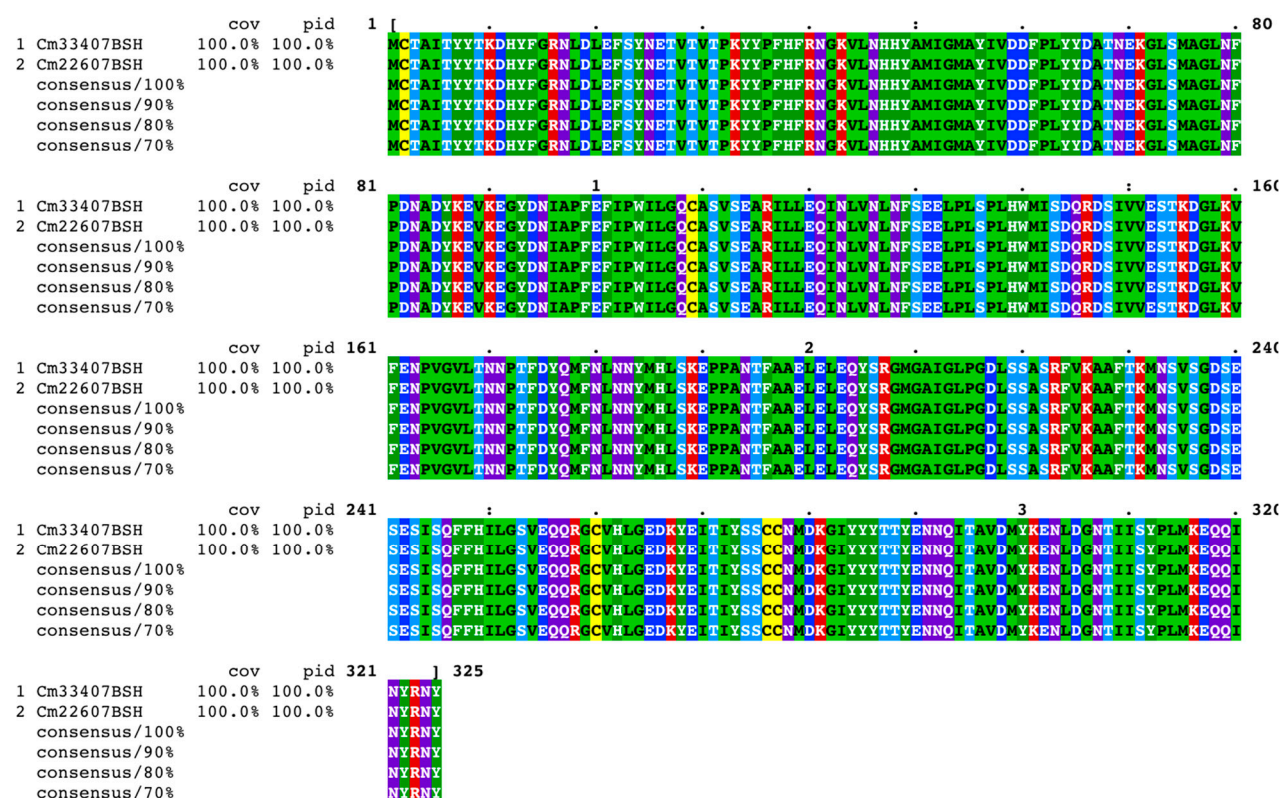 cov pid 1 [ . . . . : . . . 80
1 Cm33407BSH 100.0% 100.0% MCTAITYYTKDHYFGRNLDLEFSYNETVTVTPKYYPFHFRNGKVLNHHYAMIGMAYIVDDFPLYYDATNEKGLSMAGLNF
2 Cm22607BSH 100.0% 100.0% MCTAITYYTKDHYFGRNLDLEFSYNETVTVTPKYYPFHFRNGKVLNHHYAMIGMAYIVDDFPLYYDATNEKGLSMAGLNF
consensus/100% MCTAITYYTKDHYFGRNLDLEFSYNETVTVTPKYYPFHFRNGKVLNHHYAMIGMAYIVDDFPLYYDATNEKGLSMAGLNF
consensus/90% MCTAITYYTKDHYFGRNLDLEFSYNETVTVTPKYYPFHFRNGKVLNHHYAMIGMAYIVDDFPLYYDATNEKGLSMAGLNF
consensus/80% MCTAITYYTKDHYFGRNLDLEFSYNETVTVTPKYYPFHFRNGKVLNHHYAMIGMAYIVDDFPLYYDATNEKGLSMAGLNF
consensus/70% MCTAITYYTKDHYFGRNLDLEFSYNETVTVTPKYYPFHFRNGKVLNHHYAMIGMAYIVDDFPLYYDATNEKGLSMAGLNF
cov pid 81 . 1 . . . . : . 160
1 Cm33407BSH 100.0% 100.0% PDNADYKEVKEGYDNIAPFEFIPWILGQCASVSEARILLEQINLVNLNFSEELPLSPLHWMISDQRDSIVVESTKDGLKV
2 Cm22607BSH 100.0% 100.0% PDNADYKEVKEGYDNIAPFEFIPWILGQCASVSEARILLEQINLVNLNFSEELPLSPLHWMISDQRDSIVVESTKDGLKV
consensus/100% PDNADYKEVKEGYDNIAPFEFIPWILGQCASVSEARILLEQINLVNLNFSEELPLSPLHWMISDQRDSIVVESTKDGLKV
consensus/90% PDNADYKEVKEGYDNIAPFEFIPWILGQCASVSEARILLEQINLVNLNFSEELPLSPLHWMISDQRDSIVVESTKDGLKV
consensus/80% PDNADYKEVKEGYDNIAPFEFIPWILGQCASVSEARILLEQINLVNLNFSEELPLSPLHWMISDQRDSIVVESTKDGLKV
consensus/70% PDNADYKEVKEGYDNIAPFEFIPWILGQCASVSEARILLEQINLVNLNFSEELPLSPLHWMISDQRDSIVVESTKDGLKV
cov pid 161 . . . 2 . . . . 240
1 Cm33407BSH 100.0% 100.0% FENPVGVLTNNPTFDYQMFNLNNYMHLSKEPPANTFAAELELEQYSRGMGAIGLPGDLSSASRFVKAAFTKMNSVSGDSE
2 Cm22607BSH 100.0% 100.0% FENPVGVLTNNPTFDYQMFNLNNYMHLSKEPPANTFAAELELEQYSRGMGAIGLPGDLSSASRFVKAAFTKMNSVSGDSE
consensus/100% FENPVGVLTNNPTFDYQMFNLNNYMHLSKEPPANTFAAELELEQYSRGMGAIGLPGDLSSASRFVKAAFTKMNSVSGDSE
consensus/90% FENPVGVLTNNPTFDYQMFNLNNYMHLSKEPPANTFAAELELEQYSRGMGAIGLPGDLSSASRFVKAAFTKMNSVSGDSE
consensus/80% FENPVGVLTNNPTFDYQMFNLNNYMHLSKEPPANTFAAELELEQYSRGMGAIGLPGDLSSASRFVKAAFTKMNSVSGDSE
consensus/70% FENPVGVLTNNPTFDYQMFNLNNYMHLSKEPPANTFAAELELEQYSRGMGAIGLPGDLSSASRFVKAAFTKMNSVSGDSE
cov pid 241 : . . . . 3 . . 320
1 Cm33407BSH 100.0% 100.0% SESISQFFHILGSVEQQRGCVHLGEDKYEITIYSSCCNMDKGIYYYTTYENNQITAVDMYKENLDGNTIISYPLMKEQQI
2 Cm22607BSH 100.0% 100.0% SESISQFFHILGSVEQQRGCVHLGEDKYEITIYSSCCNMDKGIYYYTTYENNQITAVDMYKENLDGNTIISYPLMKEQQI
consensus/100% SESISQFFHILGSVEQQRGCVHLGEDKYEITIYSSCCNMDKGIYYYTTYENNQITAVDMYKENLDGNTIISYPLMKEQQI
consensus/90% SESISQFFHILGSVEQQRGCVHLGEDKYEITIYSSCCNMDKGIYYYTTYENNQITAVDMYKENLDGNTIISYPLMKEQQI
consensus/80% SESISQFFHILGSVEQQRGCVHLGEDKYEITIYSSCCNMDKGIYYYTTYENNQITAVDMYKENLDGNTIISYPLMKEQQI
consensus/70% SESISQFFHILGSVEQQRGCVHLGEDKYEITIYSSCCNMDKGIYYYTTYENNQITAVDMYKENLDGNTIISYPLMKEQQI
cov pid 321 ] 325
1 Cm33407BSH 100.0% 100.0% NYRNY
2 Cm22607BSH 100.0% 100.0% NYRNY
consensus/100% NYRNY
consensus/90% NYRNY
consensus/80% NYRNY
consensus/70% NYRNY